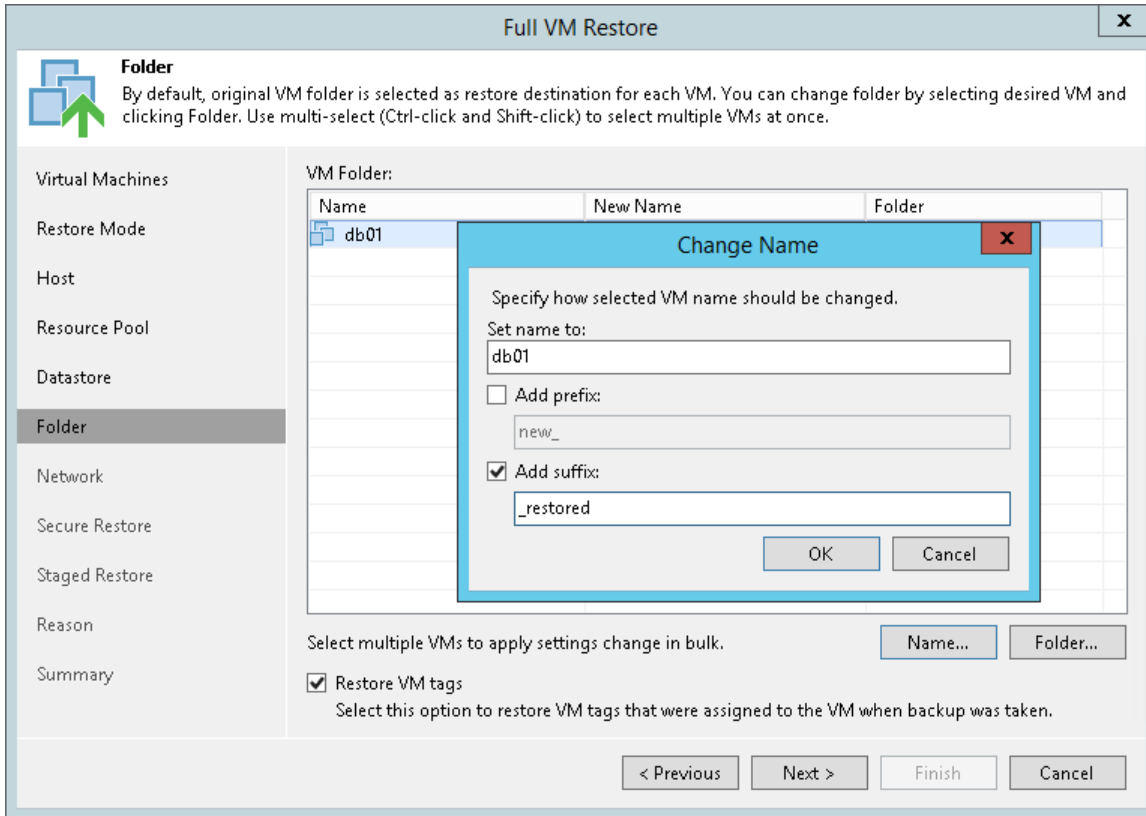 Full VM Restore
x
Folder
By default, original VM folder is selected as restore destination for each VM. You can change folder by selecting desired VM and
clicking Folder. Use multi-select (Ctrl-click and Shift-click) to select multiple VMs at once.
Virtual Machines
Restore Mode
Host
Resource Pool
Datastore
Folder
Network
Secure Restore
Staged Restore
Reason
Summary
VM Folder:
Name New Name Folder
db01
Change Name
x
Specify how selected VM name should be changed.
Set name to:
db01
Add prefix:
new_
Add suffix:
_restored
OK Cancel
Select multiple VMs to apply settings change in bulk.
Name... Folder...
Restore VM tags
Select this option to restore VM tags that were assigned to the VM when backup was taken.
< Previous Next > Finish Cancel